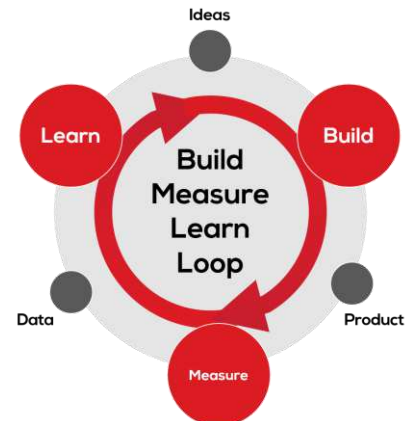 Ideas
Learn
Build
Build
Measure
Learn
Loop
Data
Product
Measure